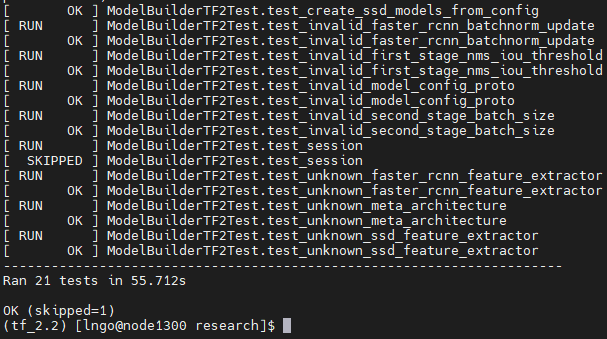 [       OK ] ModelBuilderTF2Test.test_create_ssd_models_from_config
[ RUN      ] ModelBuilderTF2Test.test_invalid_faster_rcnn_batchnorm_update
[       OK ] ModelBuilderTF2Test.test_invalid_faster_rcnn_batchnorm_update
[ RUN      ] ModelBuilderTF2Test.test_invalid_first_stage_nms_iou_threshold
[       OK ] ModelBuilderTF2Test.test_invalid_first_stage_nms_iou_threshold
[ RUN      ] ModelBuilderTF2Test.test_invalid_model_config_proto
[       OK ] ModelBuilderTF2Test.test_invalid_model_config_proto
[ RUN      ] ModelBuilderTF2Test.test_invalid_second_stage_batch_size
[       OK ] ModelBuilderTF2Test.test_invalid_second_stage_batch_size
[ RUN      ] ModelBuilderTF2Test.test_session
[  SKIPPED ] ModelBuilderTF2Test.test_session
[ RUN      ] ModelBuilderTF2Test.test_unknown_faster_rcnn_feature_extractor
[       OK ] ModelBuilderTF2Test.test_unknown_faster_rcnn_feature_extractor
[ RUN      ] ModelBuilderTF2Test.test_unknown_meta_architecture
[       OK ] ModelBuilderTF2Test.test_unknown_meta_architecture
[ RUN      ] ModelBuilderTF2Test.test_unknown_ssd_feature_extractor
[       OK ] ModelBuilderTF2Test.test_unknown_ssd_feature_extractor
----------------------------------------------------------------------
Ran 21 tests in 55.712s
OK (skipped=1)
(tf_2.2) [lngo@node1300 research]$